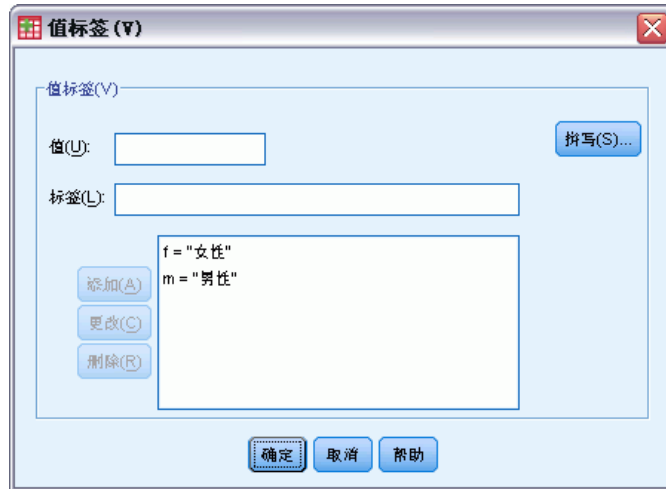 值标签(V)
值标签(V)
值(U):
拼写(S)...
标签(L):
f = "女性"
m = "男性"
添加(A)
更改(C)
删除(R)
确定
取消
帮助